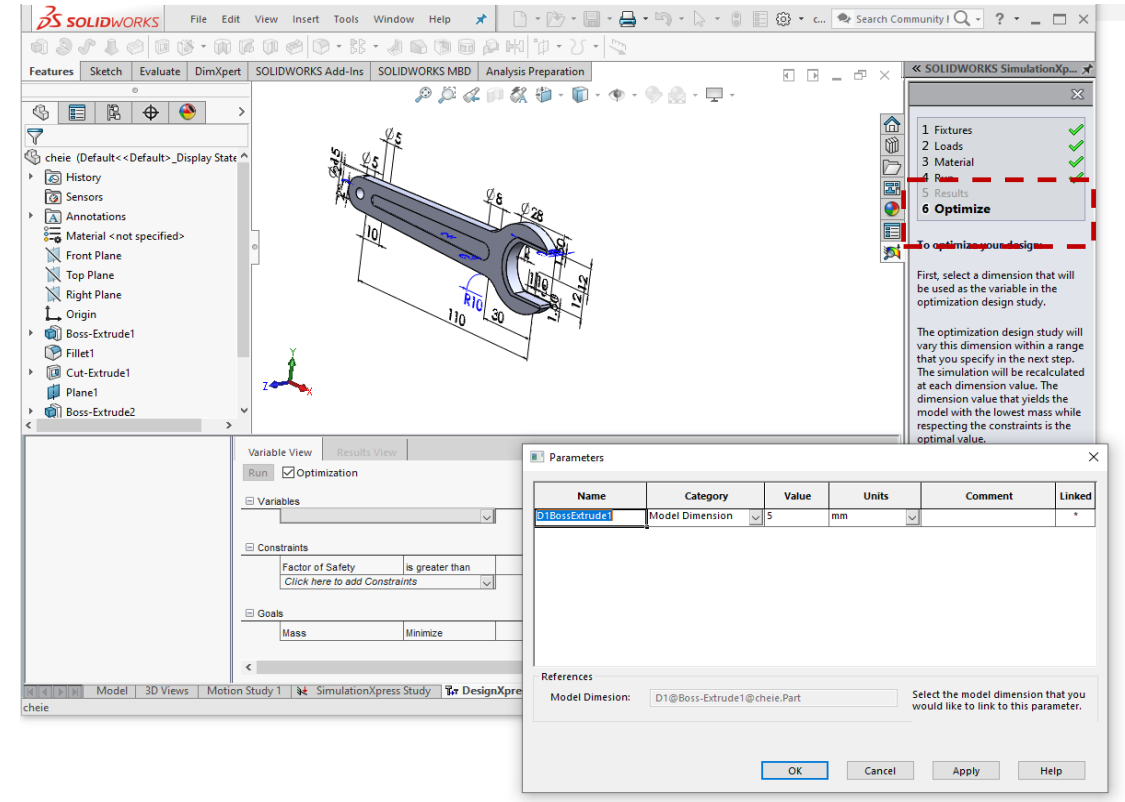 SOLIDWORKS File Edit View Insert Tools Window Help c... Search Community
Features Sketch Evaluate DimXpert SOLIDWORKS Add-Ins SOLIDWORKS MBD Analysis Preparation
cheie (Default<<Default>_Display State
History
Sensors
Annotations
Material <not specified>
Front Plane
Top Plane
Right Plane
Origin
Boss-Extrude1
Fillet1
Cut-Extrude1
Plane1
Boss-Extrude2
Ø5
Ø5
Ø8
Ø28
10
R10
110
30
12
12
Y
Z
X
SOLIDWORKS SimulationXp...
1 Fixtures
2 Loads
3 Material
4 Run
5 Results
6 Optimize
To optimize your design:
First, select a dimension that will
be used as the variable in the
optimization design study.
The optimization design study will
vary this dimension within a range
that you specify in the next step.
The simulation will be recalculated
at each dimension value. The
dimension value that yields the
model with the lowest mass while
respecting the constraints is the
optimal value.
Variable View Results View
Run Optimization
Variables
Constraints
Factor of Safety is greater than
Click here to add Constraints
Goals
Mass Minimize
Model 3D Views Motion Study 1 SimulationXpress Study DesignXpre
cheie
Parameters
Name Category Value Units Comment Linked
D1BossExtrude1 Model Dimension 5 mm *
References
Model Dimesion: D1@Boss-Extrude1@cheie.Part
Select the model dimension that you
would like to link to this parameter.
OK Cancel Apply Help